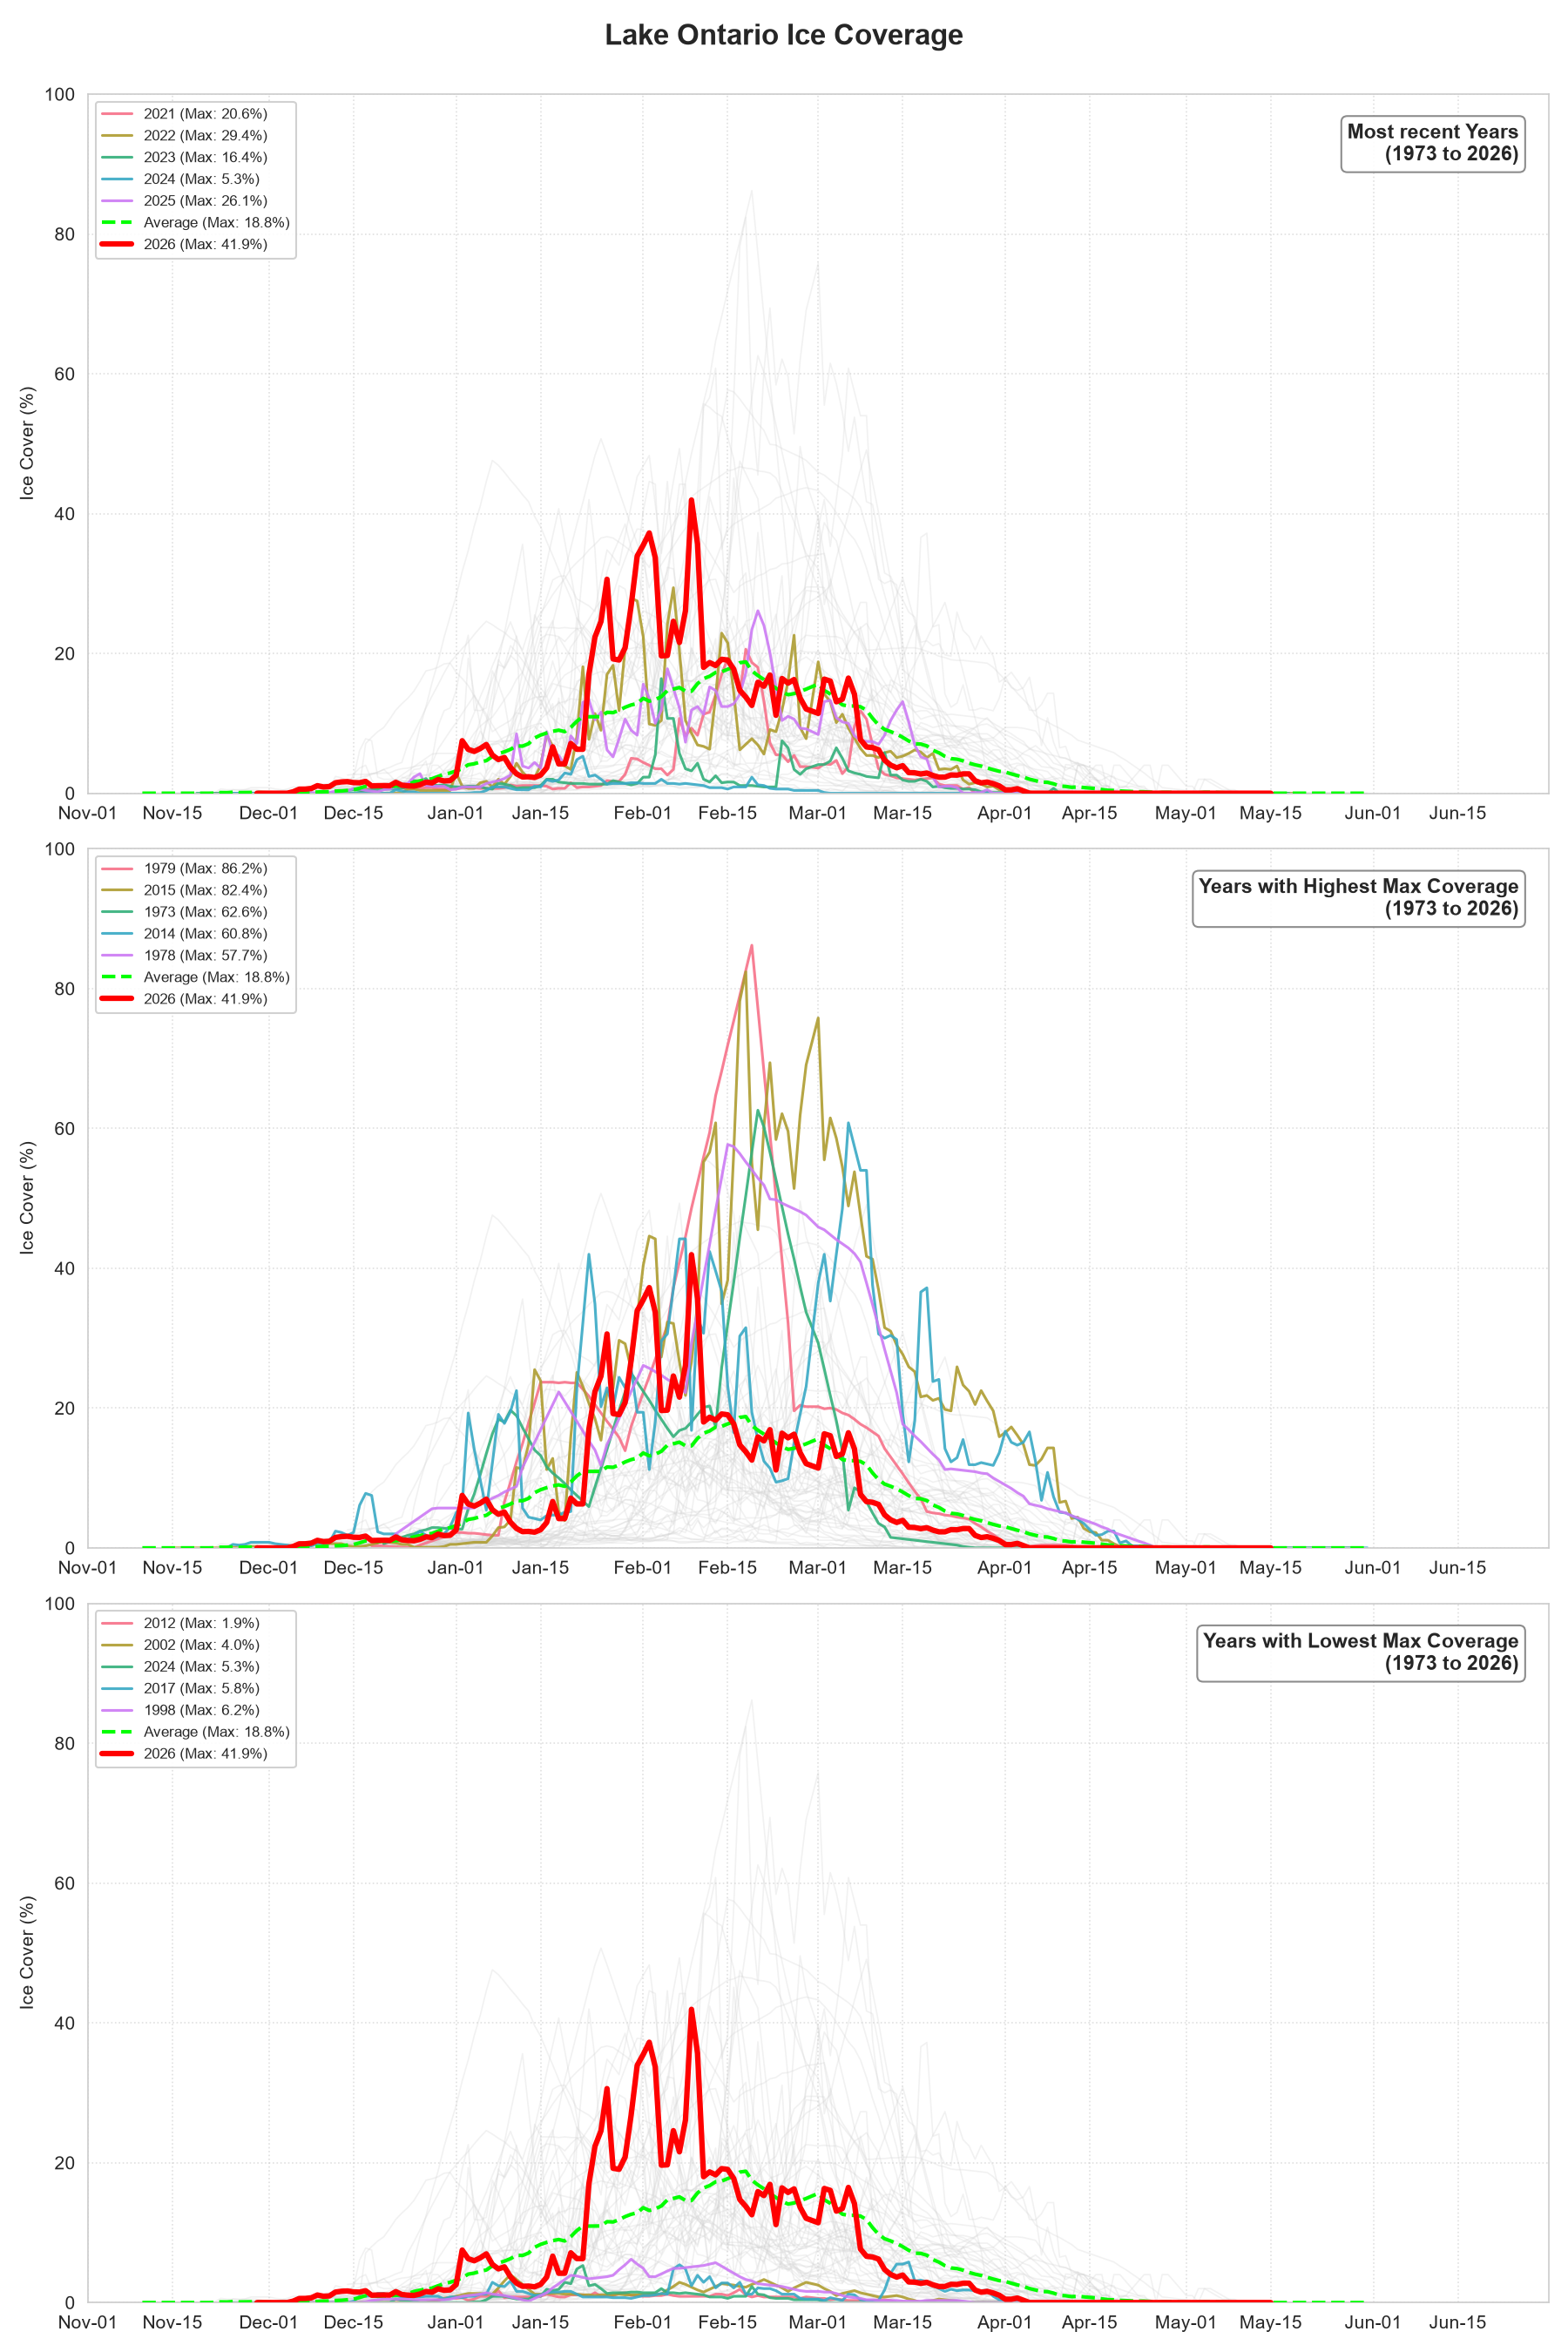 Lake Ontario Ice Coverage
100
80
60
40
20
0
Ice Cover (%)
2021 (Max: 20.6%)
2022 (Max: 29.4%)
2023 (Max: 16.4%)
2024 (Max: 5.3%)
2025 (Max: 26.1%)
Average (Max: 18.8%)
2026 (Max: 41.9%)
Most recent Years
(1973 to 2026)
Nov-01 Nov-15 Dec-01 Dec-15 Jan-01 Jan-15 Feb-01 Feb-15 Mar-01 Mar-15 Apr-01 Apr-15 May-01 May-15 Jun-01 Jun-15
100
80
60
40
20
0
Ice Cover (%)
1979 (Max: 86.2%)
2015 (Max: 82.4%)
1973 (Max: 62.6%)
2014 (Max: 60.8%)
1978 (Max: 57.7%)
Average (Max: 18.8%)
2026 (Max: 41.9%)
Years with Highest Max Coverage
(1973 to 2026)
Nov-01 Nov-15 Dec-01 Dec-15 Jan-01 Jan-15 Feb-01 Feb-15 Mar-01 Mar-15 Apr-01 Apr-15 May-01 May-15 Jun-01 Jun-15
100
80
60
40
20
0
Ice Cover (%)
2012 (Max: 1.9%)
2002 (Max: 4.0%)
2024 (Max: 5.3%)
2017 (Max: 5.8%)
1998 (Max: 6.2%)
Average (Max: 18.8%)
2026 (Max: 41.9%)
Years with Lowest Max Coverage
(1973 to 2026)
Nov-01 Nov-15 Dec-01 Dec-15 Jan-01 Jan-15 Feb-01 Feb-15 Mar-01 Mar-15 Apr-01 Apr-15 May-01 May-15 Jun-01 Jun-15